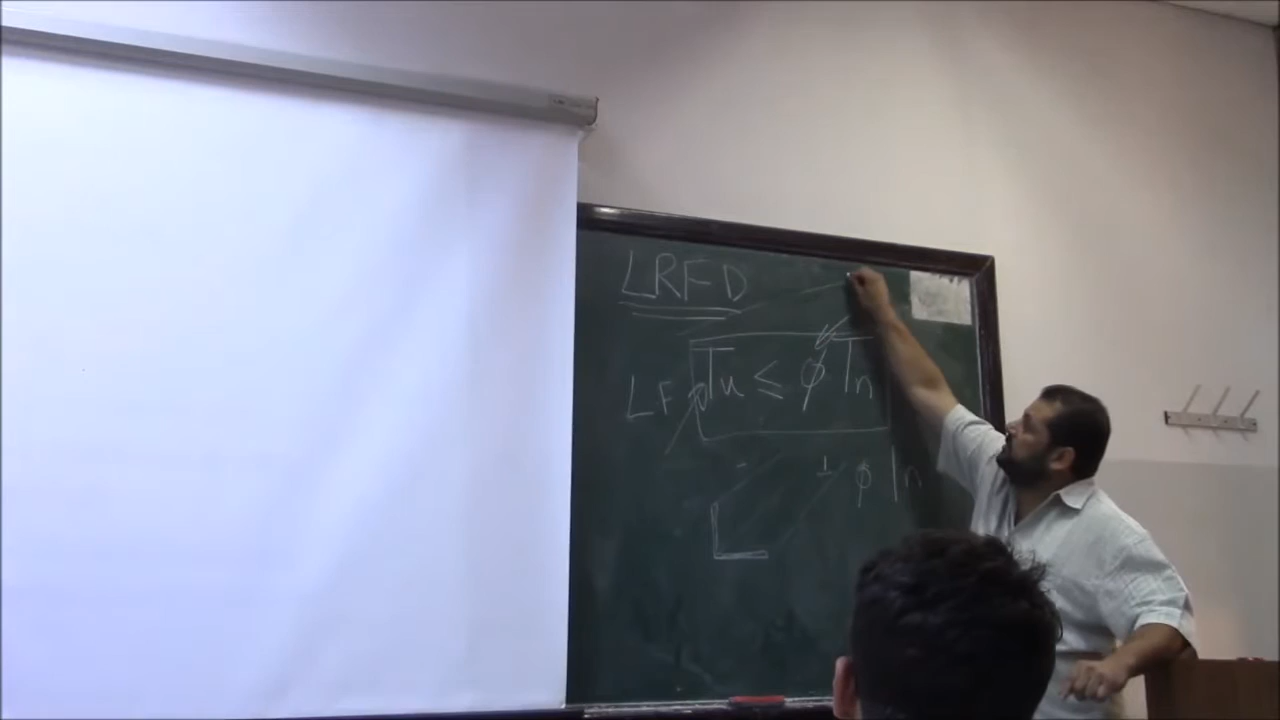 LRFD
LF Tu ≤ φ Tn
φ Tn